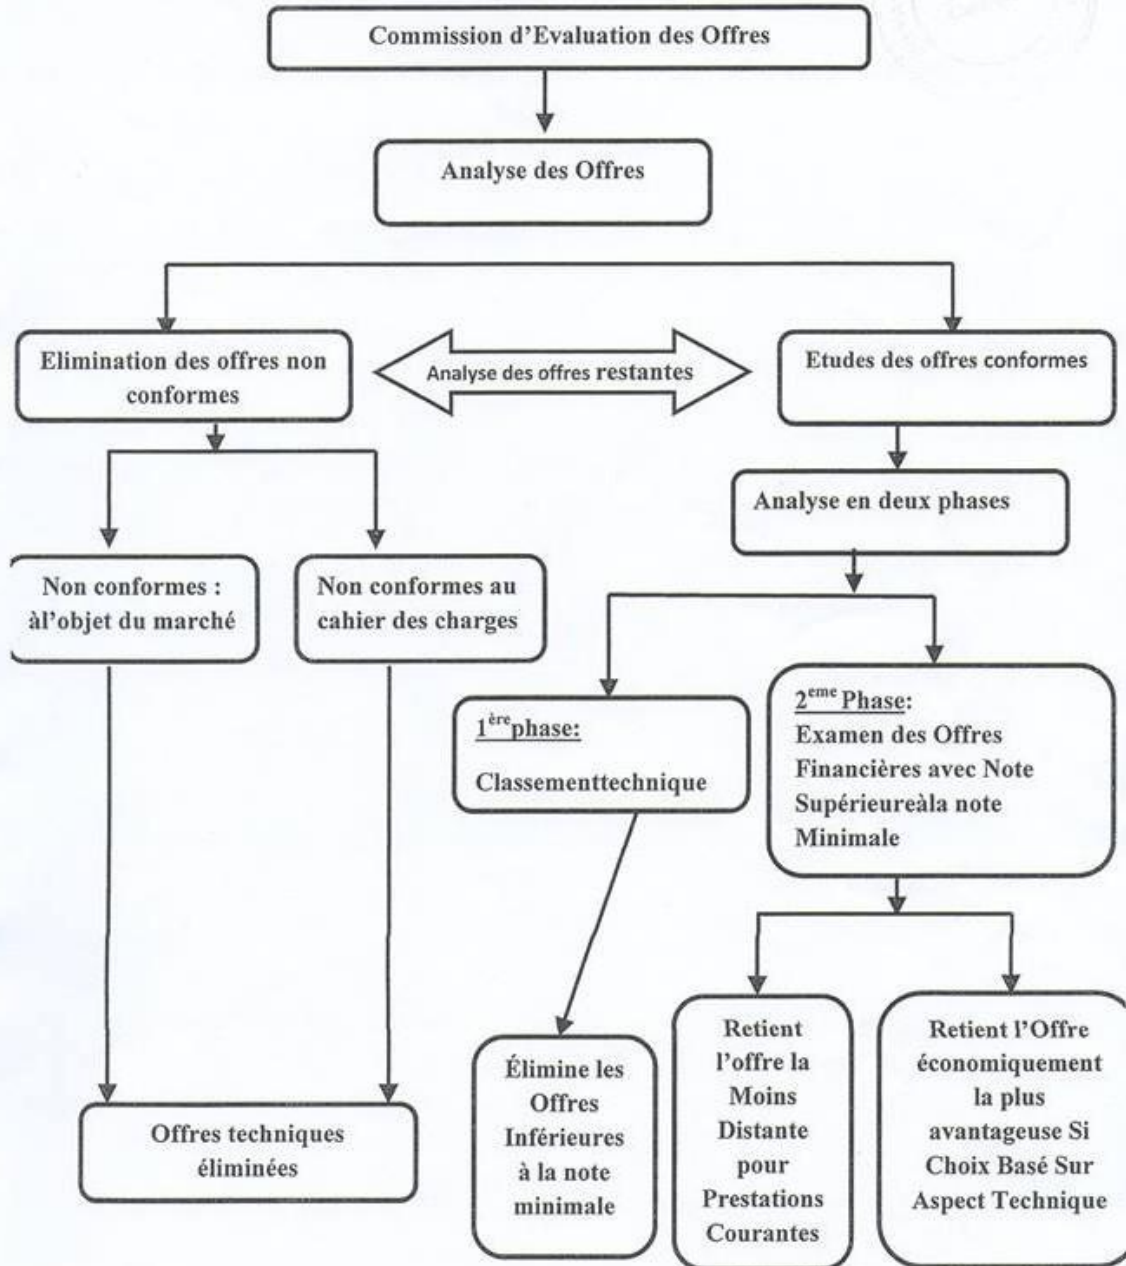 Commission d'Evaluation des Offres
Analyse des Offres
Elimination des offres non
conformes
Analyse des offres restantes
Etudes des offres conformes
Analyse en deux phases
Non conformes :
àl'objet du marché
Non conformes au
cahier des charges
1ère phase:
Classementtechnique
2eme Phase:
Examen des Offres
Financières avec Note
Supérieureàla note
Minimale
Offres techniques
éliminées
Élimine les
Offres
Inférieures
à la note
minimale
Retient
l'offre la
Moins
Distante
pour
Prestations
Courantes
Retient l'Offre
économiquement
la plus
avantageuse Si
Choix Basé Sur
Aspect Technique